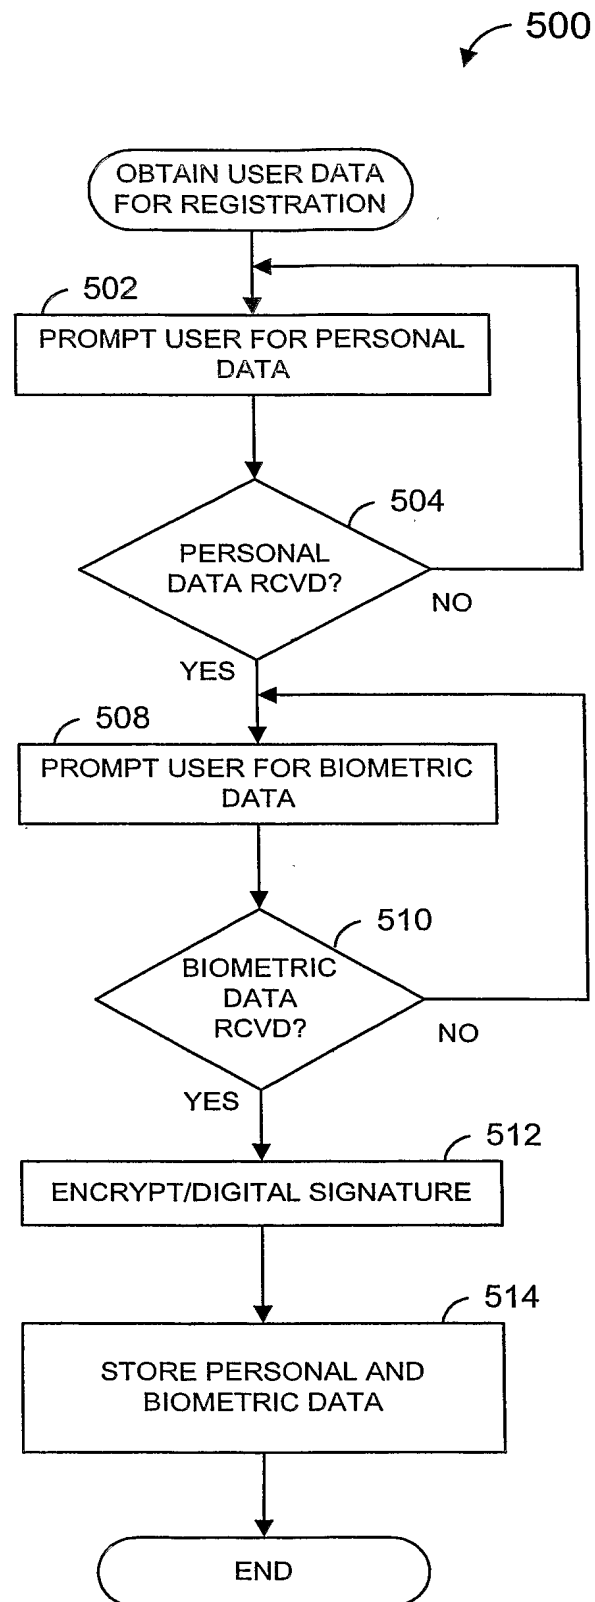 500
OBTAIN USER DATA
FOR REGISTRATION
502
PROMPT USER FOR PERSONAL
DATA
504
PERSONAL
DATA RCVD?
NO
YES
508
PROMPT USER FOR BIOMETRIC
DATA
510
BIOMETRIC
DATA
RCVD?
NO
YES
512
ENCRYPT/DIGITAL SIGNATURE
514
STORE PERSONAL AND
BIOMETRIC DATA
END